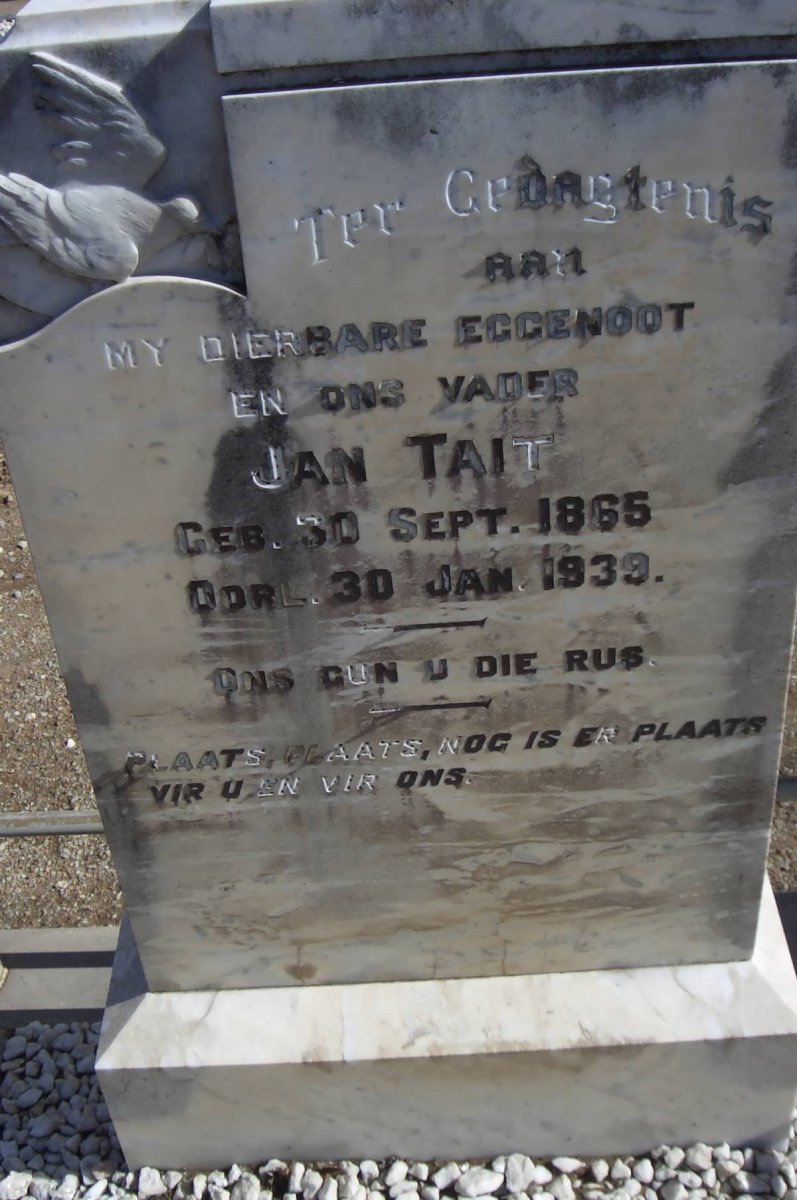 Ter Gedagtenis
AAN
MY DIERBARE EGGENOOT
EN ONS VADER
JAN TAIT
GEB. 30 SEPT. 1865
OORL. 30 JAN. 1939.
ONS GUN U DIE RUS.
PLAATS, PLAATS, NOG IS ER PLAATS
VIR U EN VIR ONS.